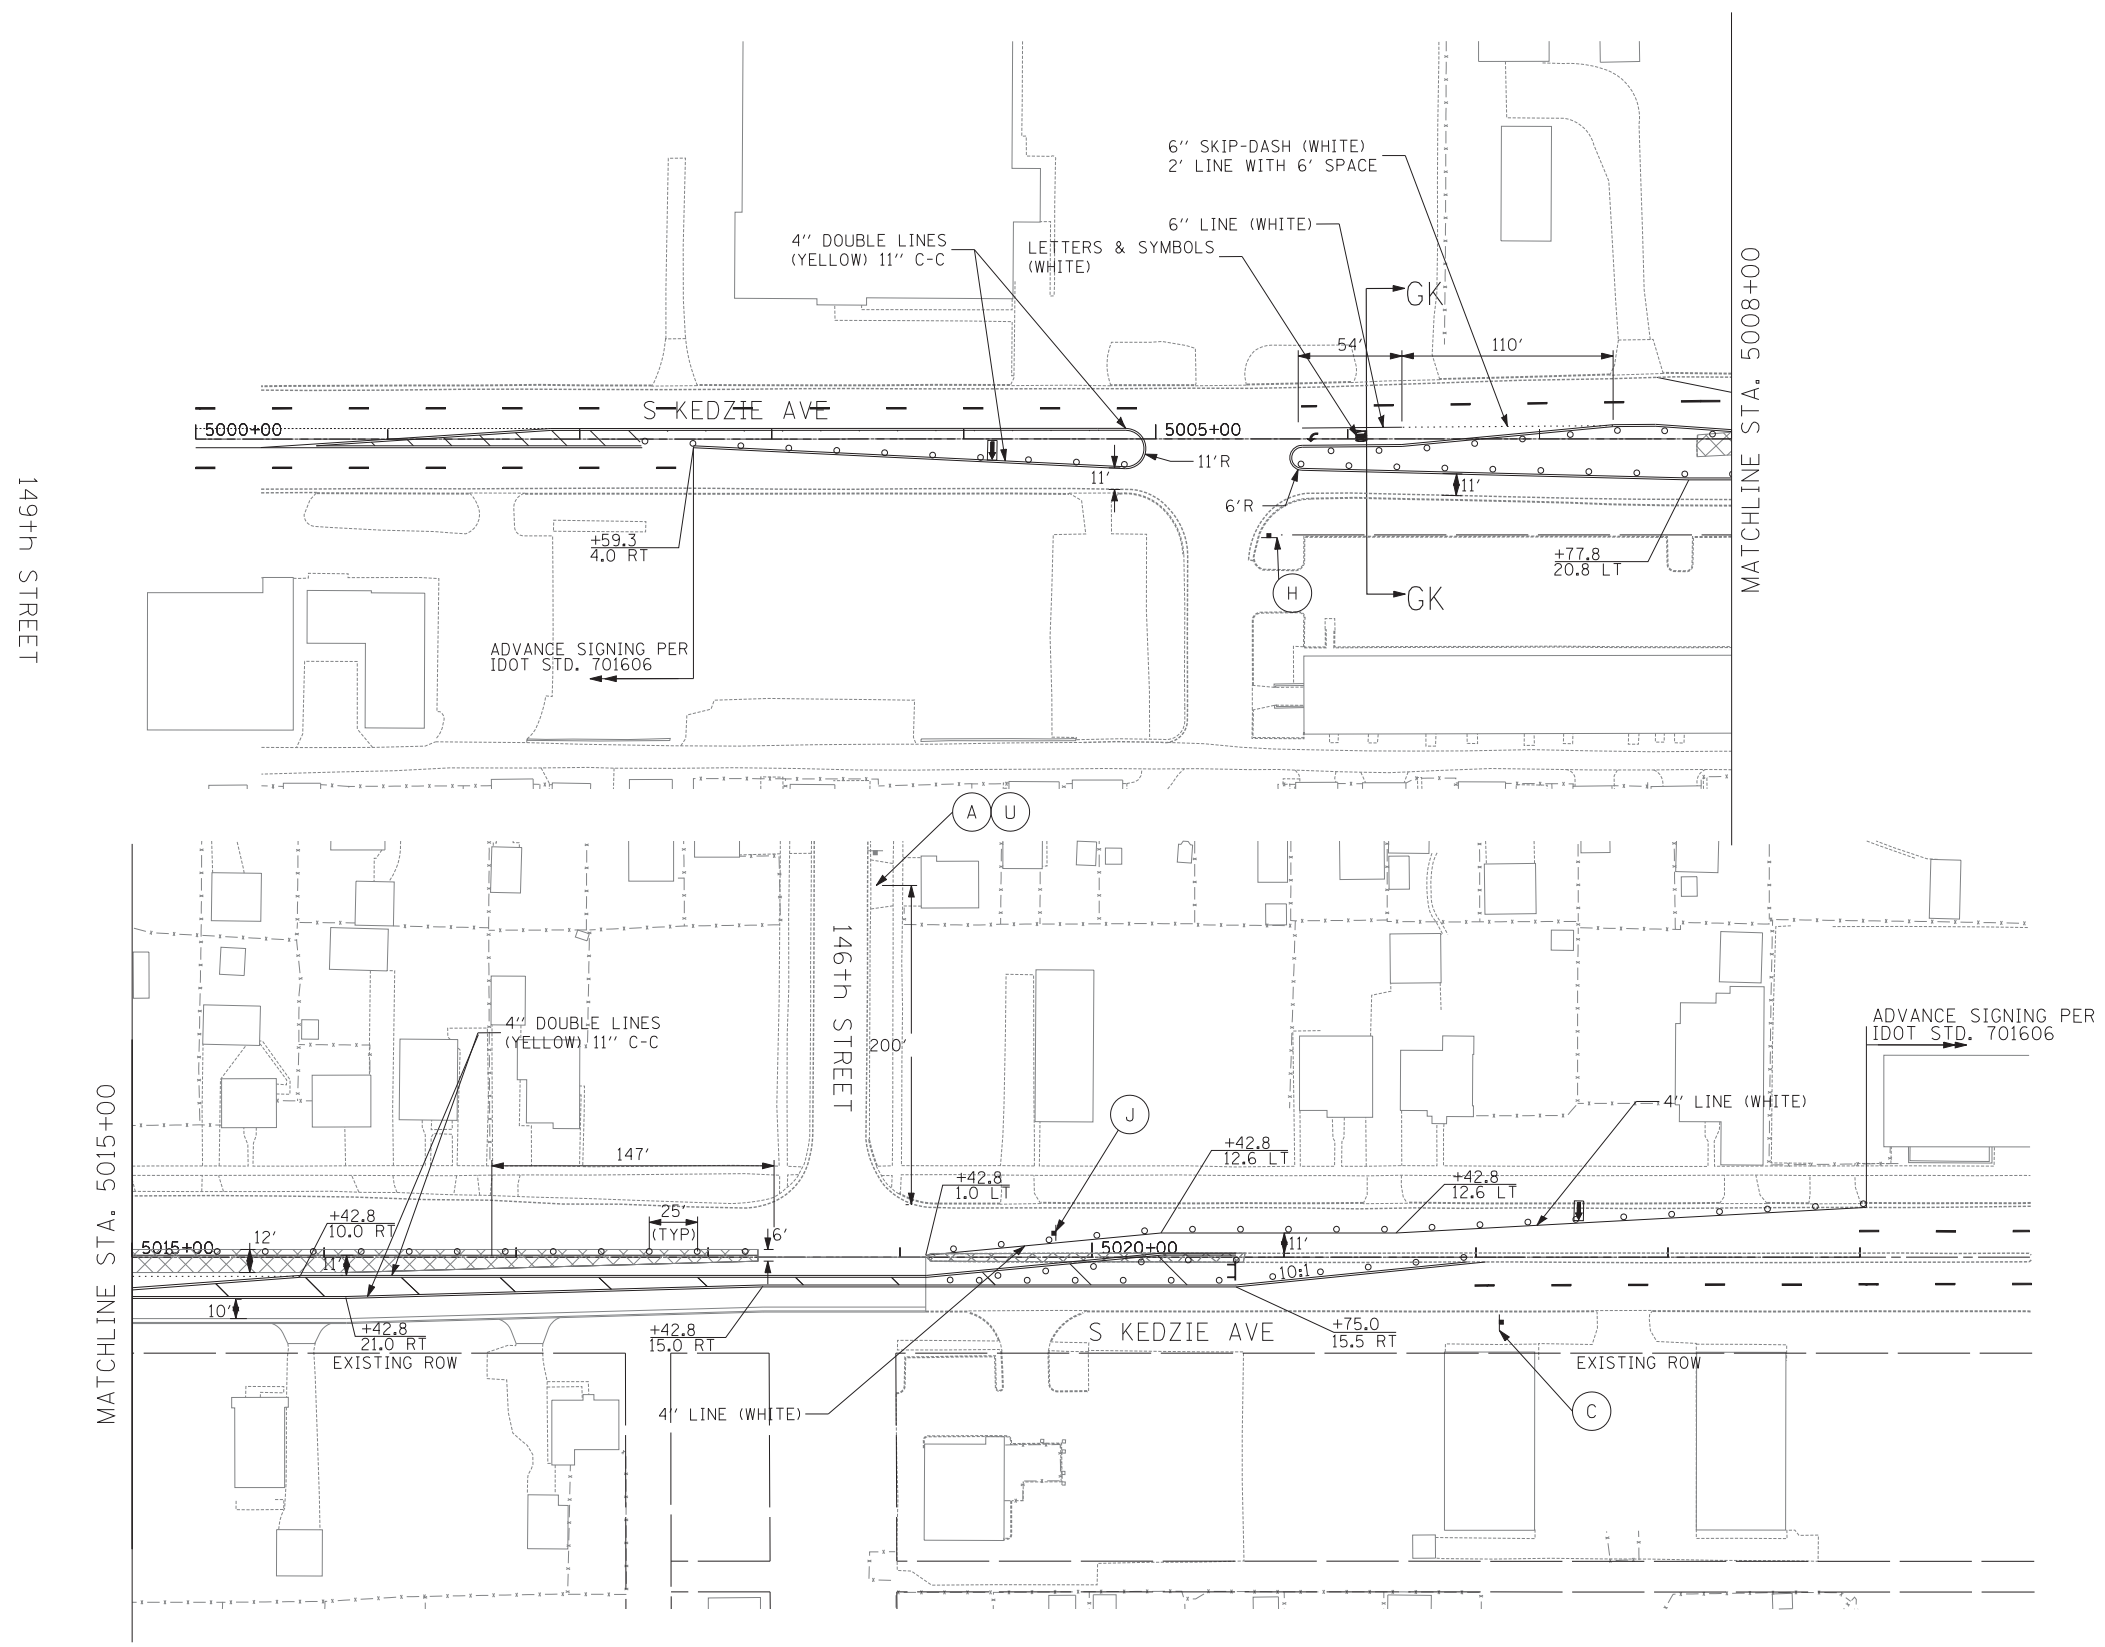 6'' SKIP-DASH (WHITE)
2' LINE WITH 6' SPACE
6'' LINE (WHITE)
4'' DOUBLE LINES
(YELLOW) 11'' C-C
LETTERS & SYMBOLS
(WHITE)
GK
54'
110'
MATCHLINE STA. 5008+00
S KEDZIE AVE
5000+00
5005+00
11'R
11'
11'
6'R
149th STREET
+59.3
4.0 RT
+77.8
20.8 LT
H
GK
ADVANCE SIGNING PER
IDOT STD. 701606
A
U
146th STREET
200'
4'' DOUBLE LINES
(YELLOW) 11'' C-C
ADVANCE SIGNING PER
IDOT STD. 701606
4'' LINE (WHITE)
J
MATCHLINE STA. 5015+00
147'
+42.8
12.6 LT
+42.8
1.0 LT
+42.8
12.6 LT
+42.8
10.0 RT
25'
(TYP)
12'
6'
5015+00
5020+00
11'
11'
10:1
10'
+42.8
21.0 RT
+42.8
15.0 RT
S KEDZIE AVE
+75.0
15.5 RT
EXISTING ROW
EXISTING ROW
4'' LINE (WHITE)
C